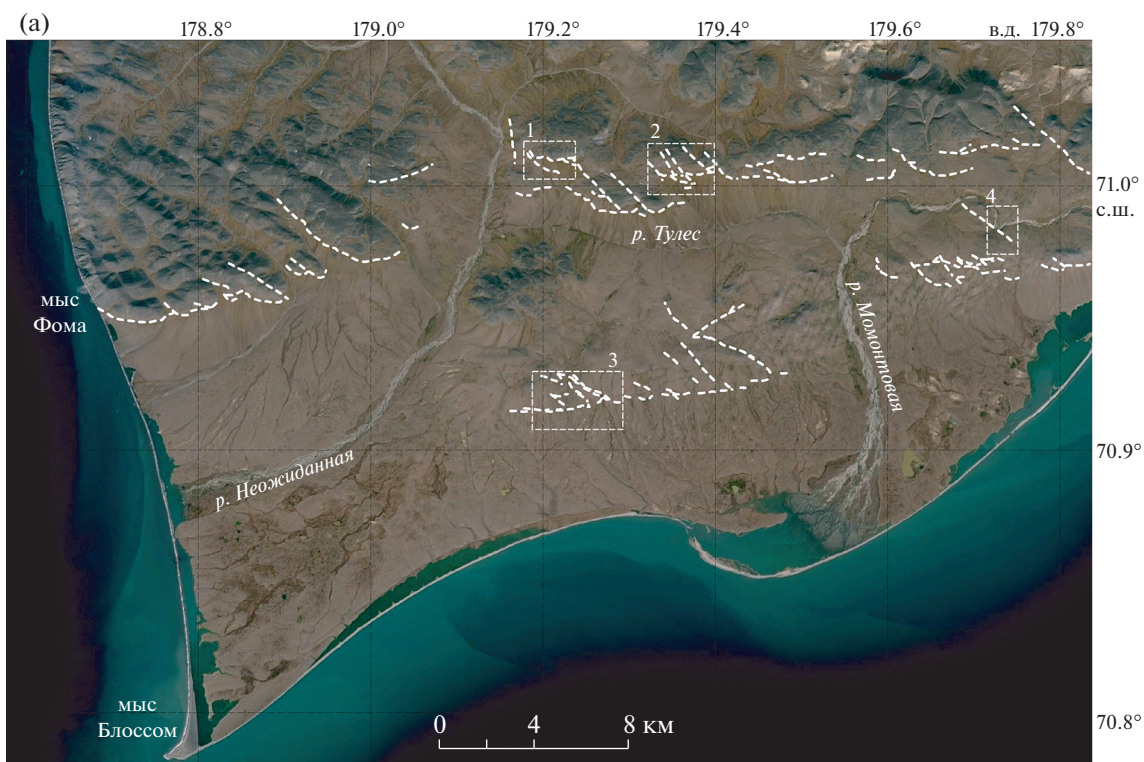 (а)
178.8° 179.0° 179.2° 179.4° 179.6° в.д. 179.8°
1
2
71.0°
с.ш.
4
р. Тулес
мыс
Фома
р. Момонтовая
3
70.9°
р. Неожиданная
мыс
Блоссом
0 4 8 км
70.8°